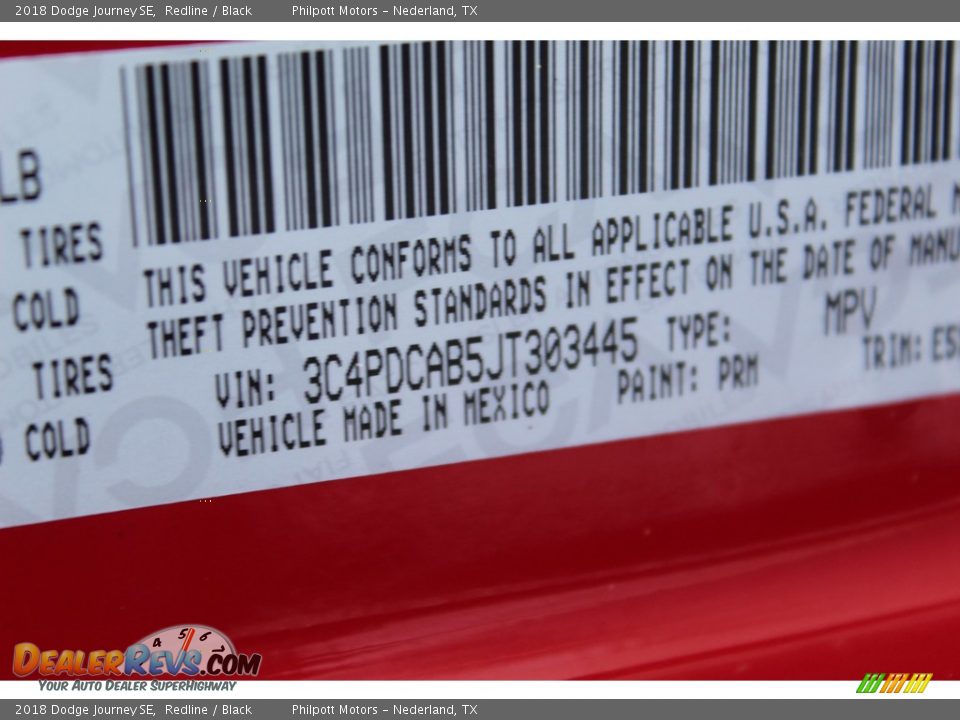 2018 Dodge Journey SE, Redline / Black Philpott Motors - Nederland, TX
LB
TIRES
COLD
TIRES
COLD
THIS VEHICLE CONFORMS TO ALL APPLICABLE U.S.A. FEDERAL
THEFT PREVENTION STANDARDS IN EFFECT ON THE DATE OF MANU
VIN: 3C4PDCAB5JT303445 TYPE: MPV
VEHICLE MADE IN MEXICO PAINT: PRM TRIM:
4 5 6
DealerRevs.com
Your Auto Dealer SuperHighway
2018 Dodge Journey SE, Redline / Black Philpott Motors - Nederland, TX